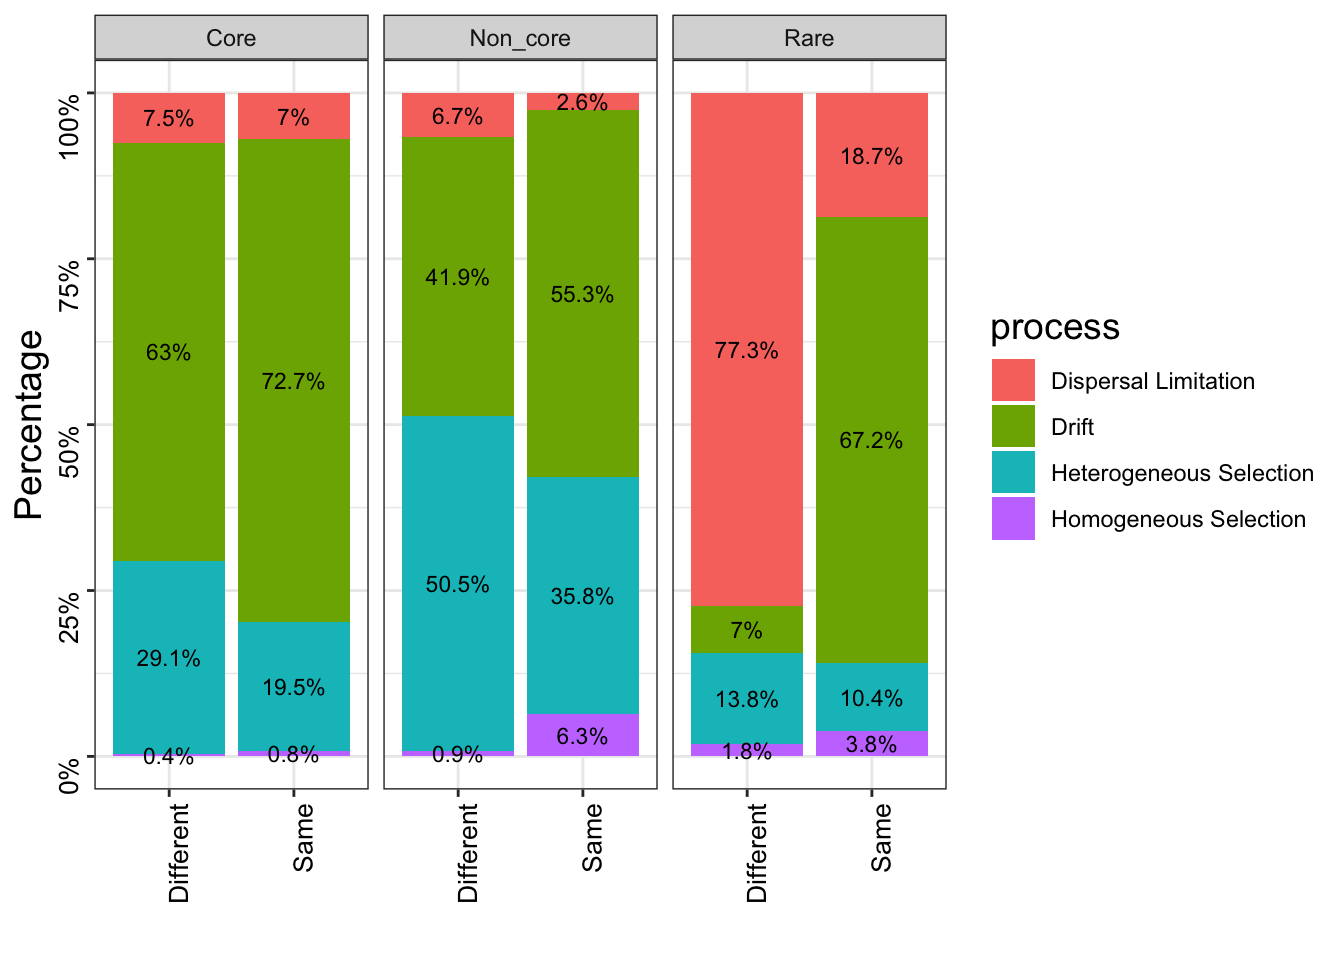 Core
Non_core
Rare
Percentage
100%
75%
50%
25%
0%
7.5%
63%
29.1%
0.4%
7%
72.7%
19.5%
0.8%
6.7%
41.9%
50.5%
0.9%
2.6%
55.3%
35.8%
6.3%
77.3%
7%
13.8%
1.8%
18.7%
67.2%
10.4%
3.8%
Different
Same
Different
Same
Different
Same
process
Dispersal Limitation
Drift
Heterogeneous Selection
Homogeneous Selection